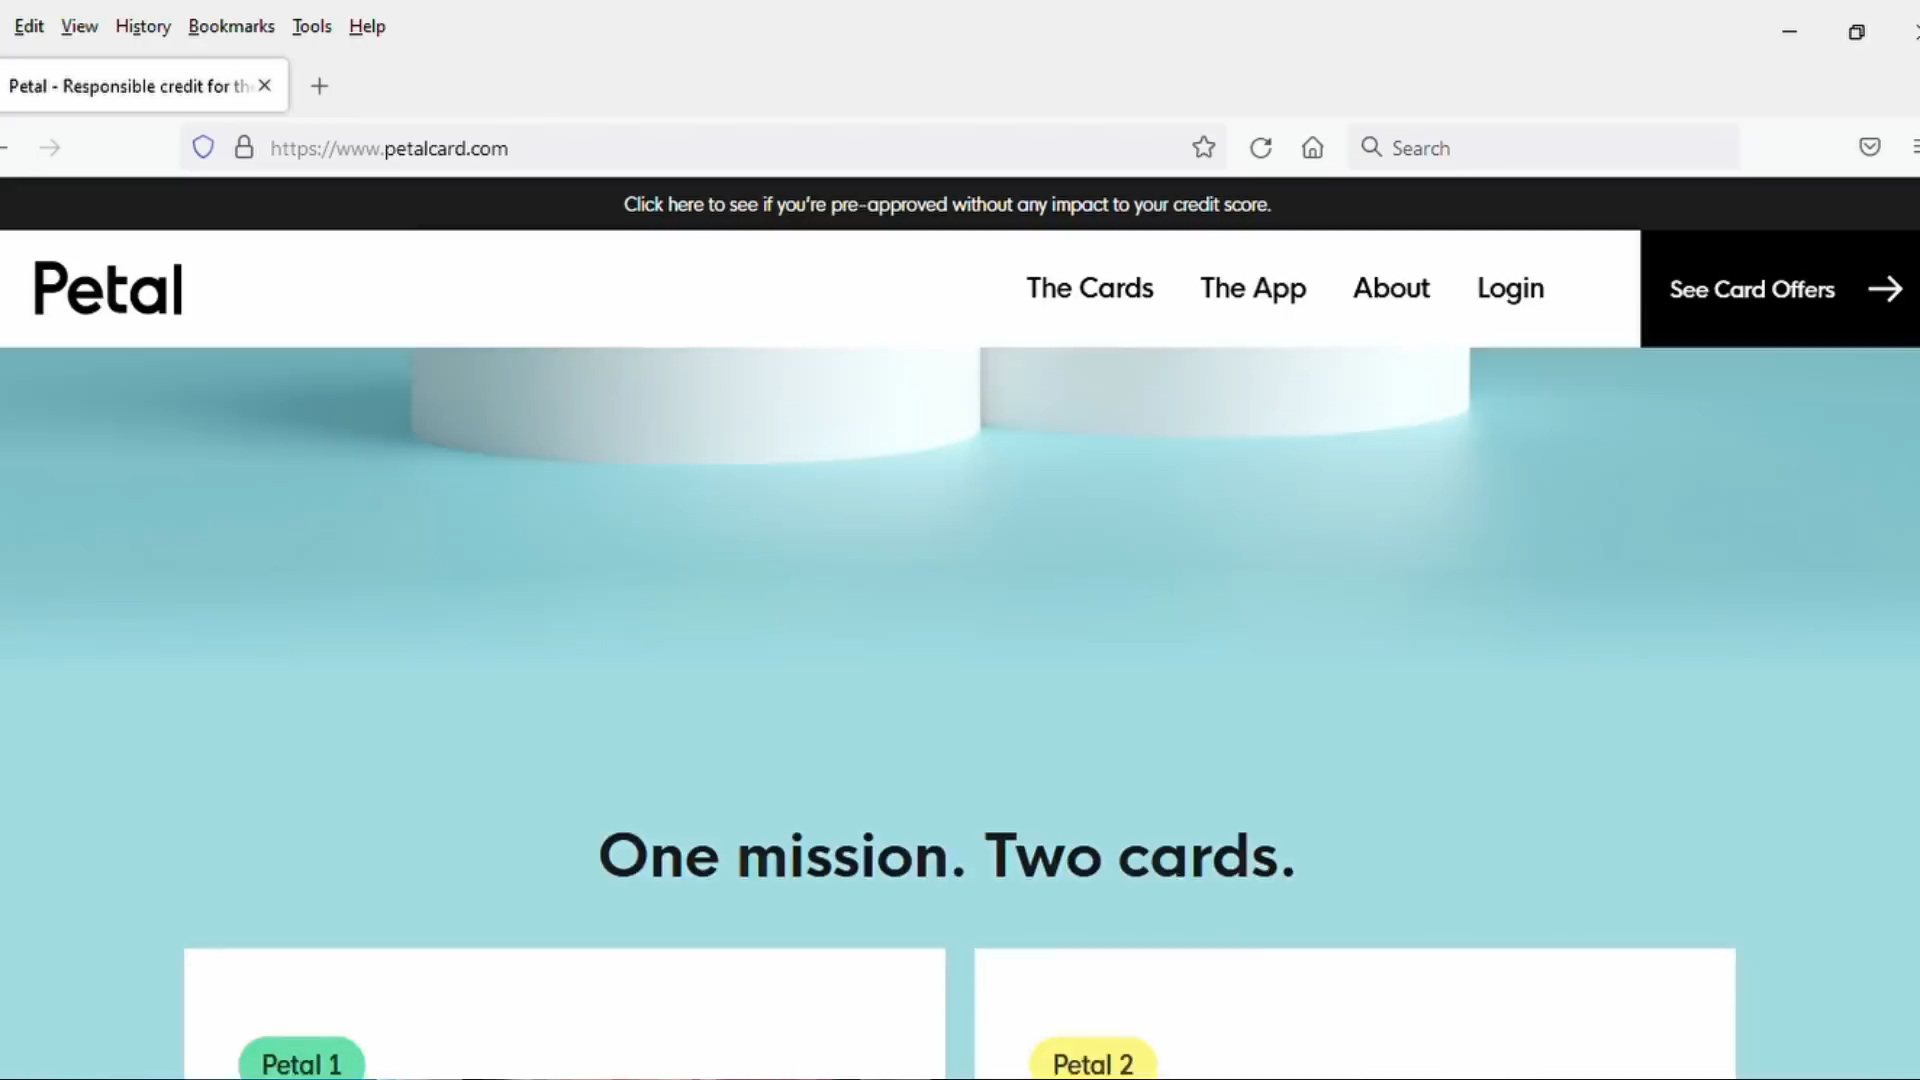 Edit View History Bookmarks Tools Help
Petal - Responsible credit for th
https://www.petalcard.com
Search
Click here to see if you're pre-approved without any impact to your credit score.
Petal
The Cards The App About Login
See Card Offers
One mission. Two cards.
Petal 1
Petal 2